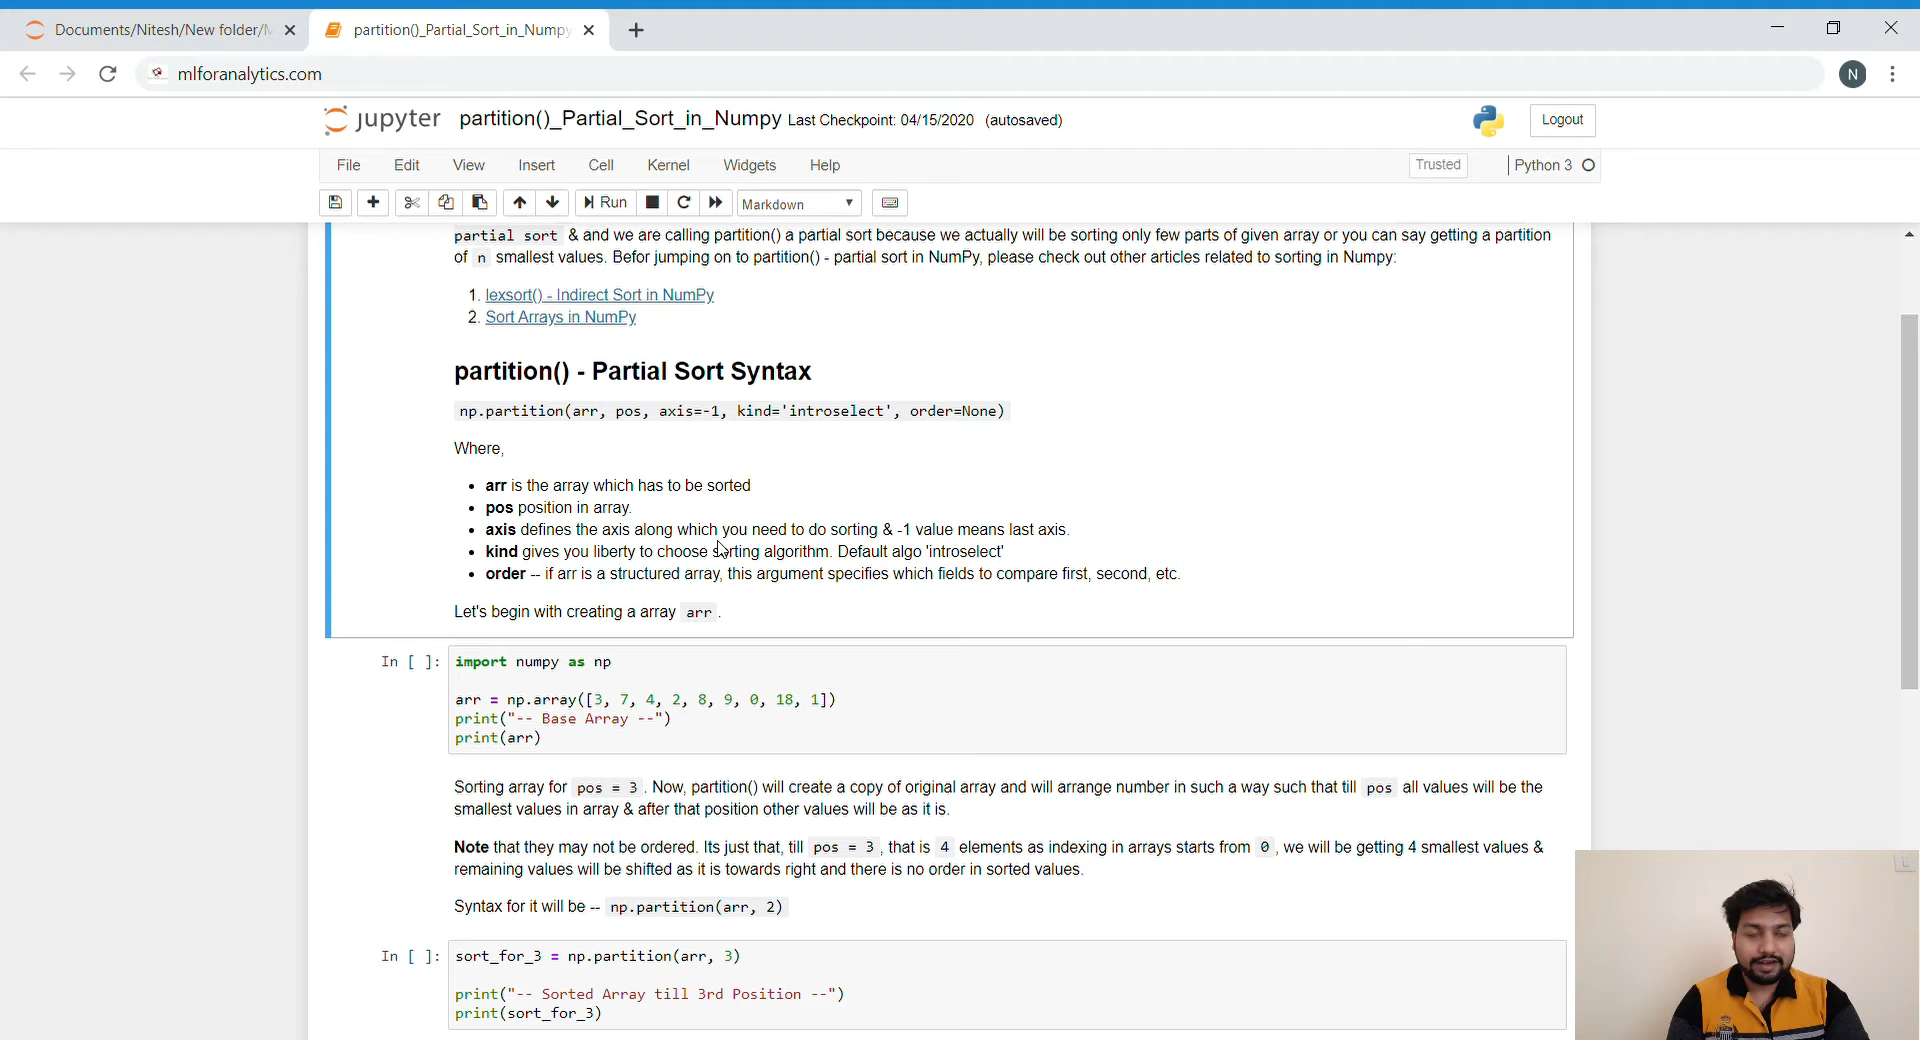 Documents/Nitesh/New folder/
partition()_Partial_Sort_in_Numpy
mlforanalytics.com
N
jupyter partition()_Partial_Sort_in_Numpy Last Checkpoint: 04/15/2020 (autosaved)
Logout
File Edit View Insert Cell Kernel Widgets Help
Trusted
Python 3
Run
Markdown
partial sort & and we are calling partition() a partial sort because we actually will be sorting only few parts of given array or you can say getting a partition
of n smallest values. Befor jumping on to partition() - partial sort in NumPy, please check out other articles related to sorting in Numpy:
1. lexsort() - Indirect Sort in NumPy
2. Sort Arrays in NumPy
partition() - Partial Sort Syntax
np.partition(arr, pos, axis=-1, kind='introselect', order=None)
Where,
• arr is the array which has to be sorted
• pos position in array.
• axis defines the axis along which you need to do sorting & -1 value means last axis.
• kind gives you liberty to choose sorting algorithm. Default algo 'introselect'
• order -- if arr is a structured array, this argument specifies which fields to compare first, second, etc.
Let's begin with creating a array arr .
In [ ]: import numpy as np
arr = np.array([3, 7, 4, 2, 8, 9, 0, 18, 1])
print("-- Base Array --")
print(arr)
Sorting array for pos = 3 . Now, partition() will create a copy of original array and will arrange number in such a way such that till pos all values will be the
smallest values in array & after that position other values will be as it is.
Note that they may not be ordered. Its just that, till pos = 3 , that is 4 elements as indexing in arrays starts from 0 , we will be getting 4 smallest values &
remaining values will be shifted as it is towards right and there is no order in sorted values.
Syntax for it will be -- np.partition(arr, 2)
In [ ]: sort_for_3 = np.partition(arr, 3)
print("-- Sorted Array till 3rd Position --")
print(sort_for_3)